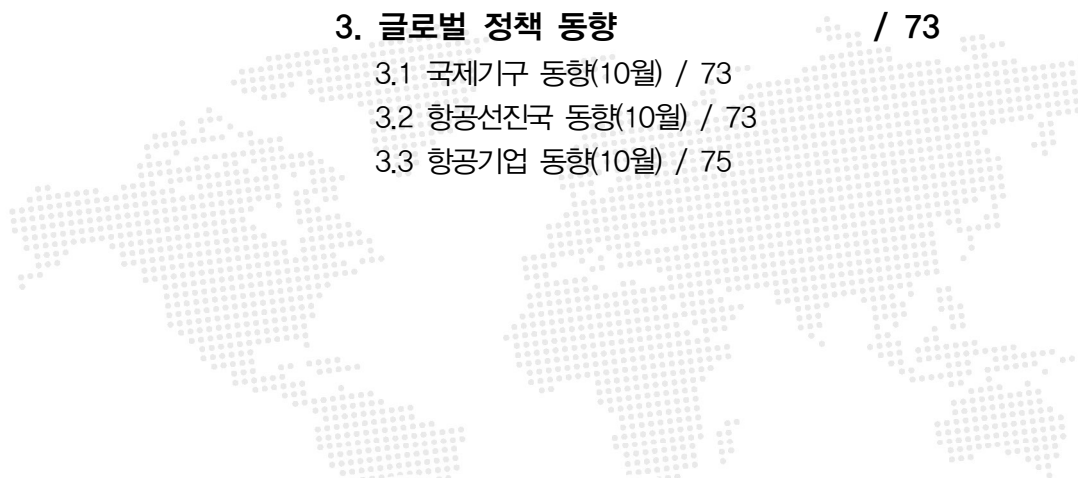 3. 글로벌 정책 동향 / 73
3.1 국제기구 동향(10월) / 73
3.2 항공선진국 동향(10월) / 73
3.3 항공기업 동향(10월) / 75